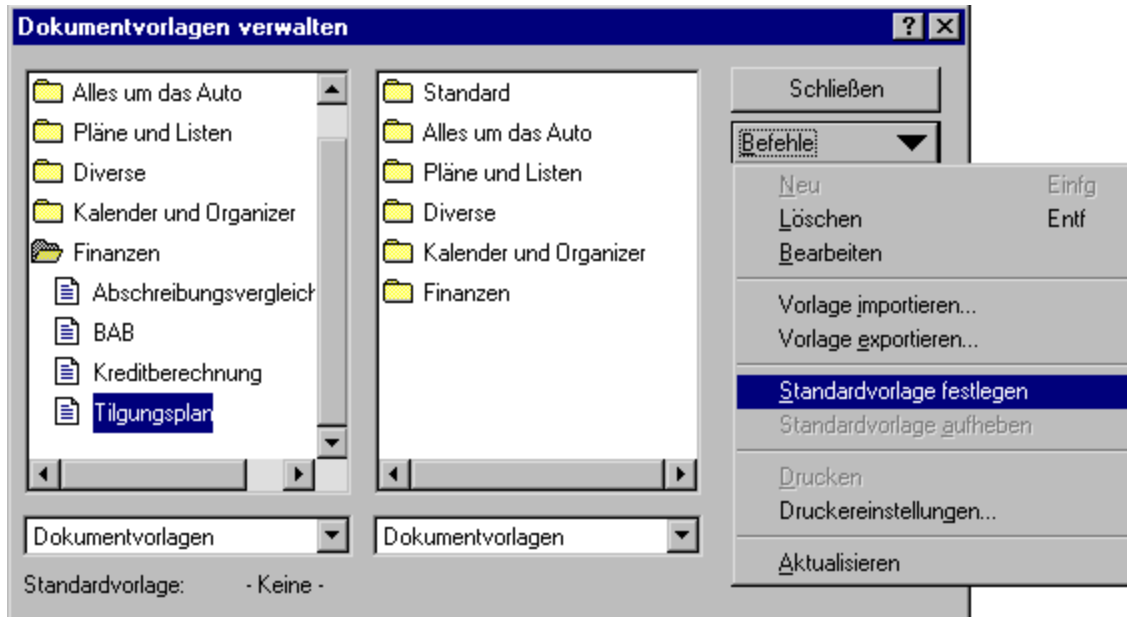 Dokumentvorlagen verwalten
Alles um das Auto
Pläne und Listen
Diverse
Kalender und Organizer
Finanzen
Abschreibungsvergleich
BAB
Kreditberechnung
Tilgungsplan
Dokumentvorlagen
Standardvorlage: - Keine -
Standard
Alles um das Auto
Pläne und Listen
Diverse
Kalender und Organizer
Finanzen
Dokumentvorlagen
Schließen
Befehle
Neu Einfg
Löschen Entf
Bearbeiten
Vorlage importieren...
Vorlage exportieren...
Standardvorlage festlegen
Standardvorlage aufheben
Drucken
Druckereinstellungen...
Aktualisieren